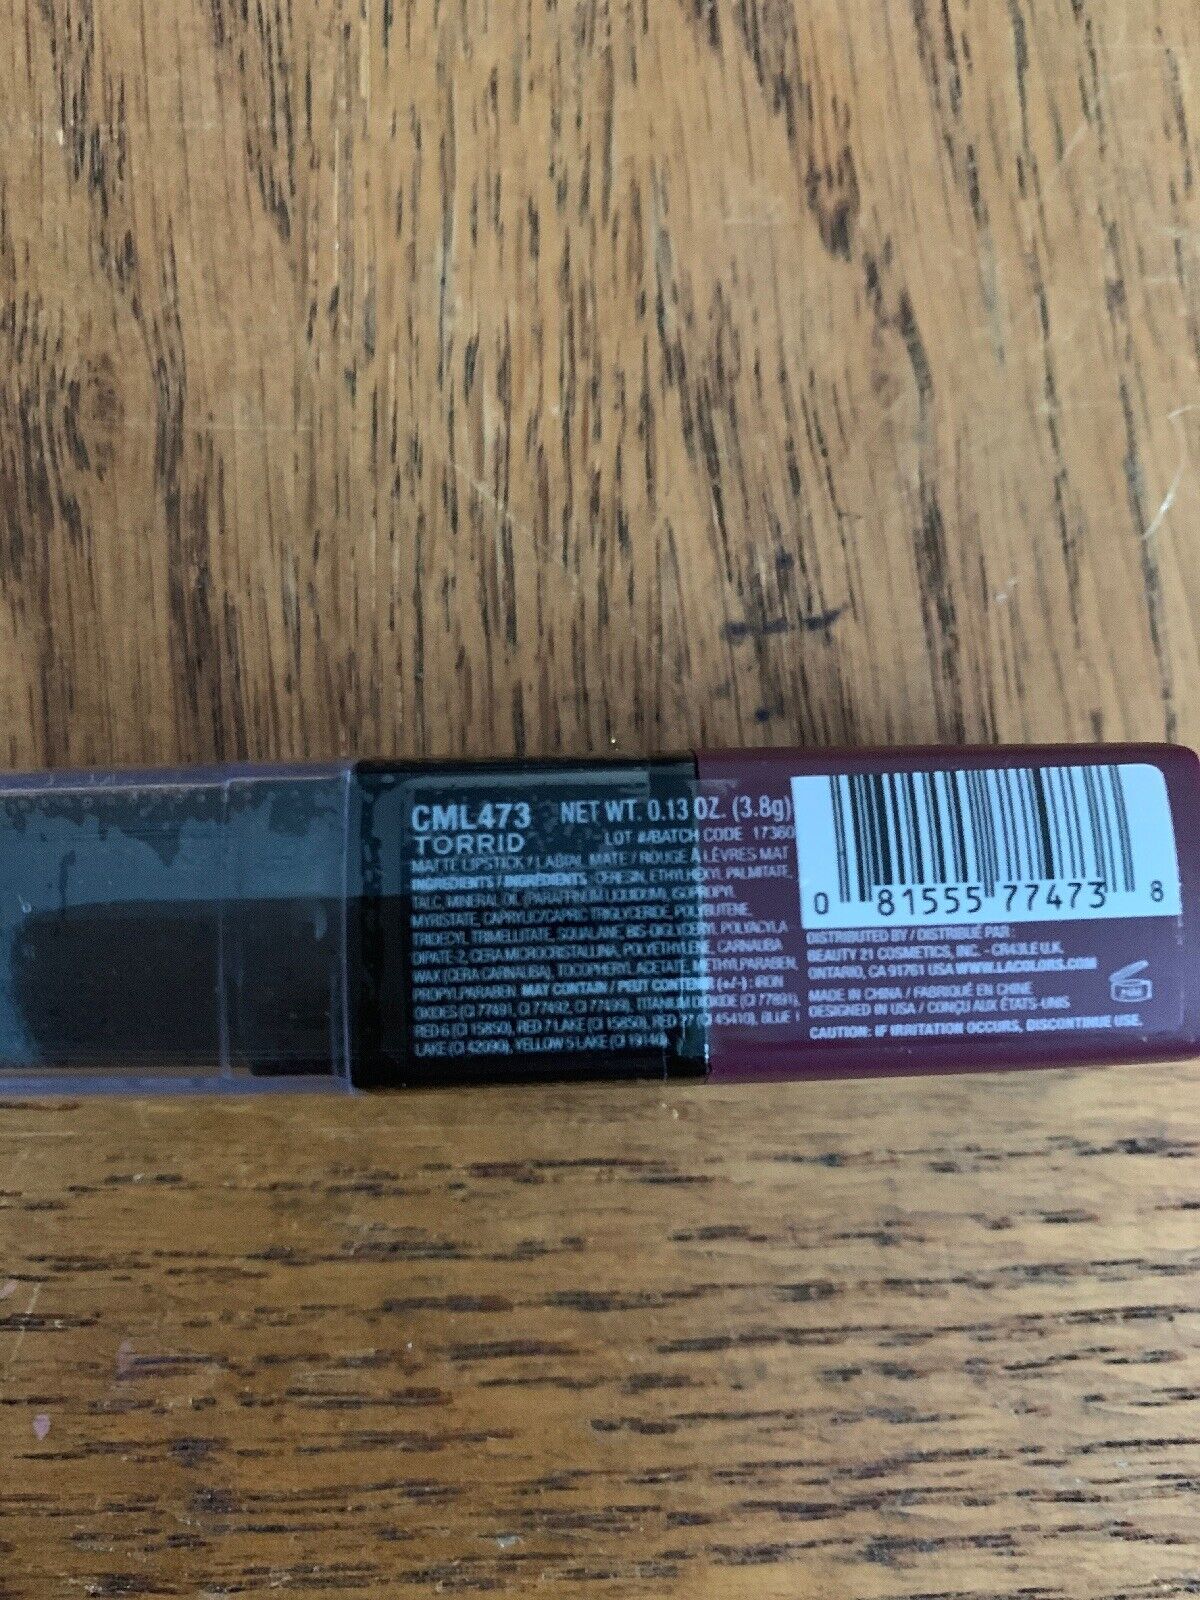 CML473 NET WT. 0.13 OZ. (3.8g)
TORRID LOT #/BATCH CODE 17360
MATTE LIPSTICK / LABIAL MATE / ROUGE À LÈVRES MAT
INGREDIENTS / INGRÉDIENTS: CERESIN, ETHYLHEXYL PALMITATE,
TALC, MINERAL OIL (PARAFFINUM LIQUIDUM), ISOPROPYL
MYRISTATE, CAPRYLIC/CAPRIC TRIGLYCERIDE, POLYBUTENE,
TRIDECYL TRIMELLITATE, SQUALANE, BIS-DIGLYCERYL POLYACYLA
DIPATE-2, CERA MICROCRISTALLINA, POLYETHYLENE, CARNAUBA
WAX (CERA CARNAUBA), TOCOPHERYL ACETATE, METHYLPARABEN,
PROPYLPARABEN. MAY CONTAIN / PEUT CONTENIR (+/-): IRON
OXIDES (CI 77491, CI 77492, CI 77499), TITANIUM DIOXIDE (CI 77891),
RED 6 (CI 15850), RED 7 LAKE (CI 15850), RED 27 (CI 45410), BLUE 1
LAKE (CI 42090), YELLOW 5 LAKE (CI 19140).
0 81555 77473 8
DISTRIBUTED BY / DISTRIBUÉ PAR:
BEAUTY 21 COSMETICS, INC. - CR43LE U.K.
ONTARIO, CA 91761 USA WWW.LACOLORS.COM
MADE IN CHINA / FABRIQUÉ EN CHINE
DESIGNED IN USA / CONÇU AUX ÉTATS-UNIS
CAUTION: IF IRRITATION OCCURS, DISCONTINUE USE.